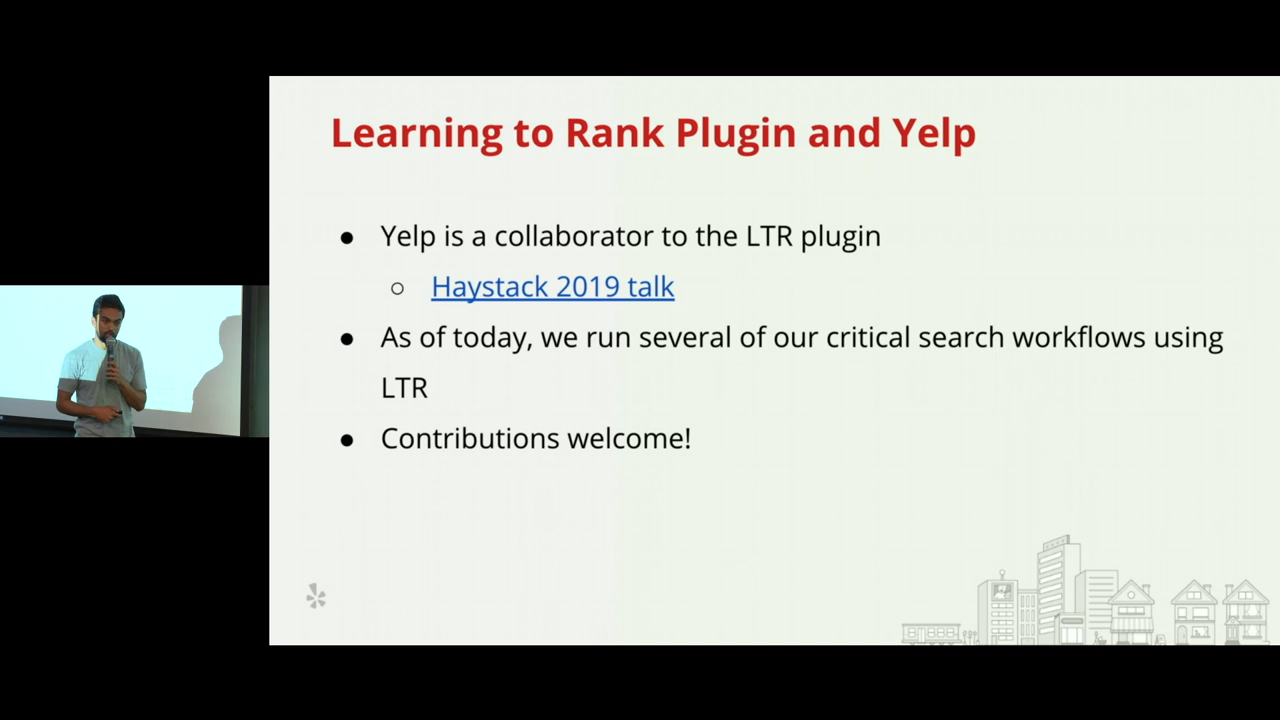 Learning to Rank Plugin and Yelp
● Yelp is a collaborator to the LTR plugin
○ Haystack 2019 talk
● As of today, we run several of our critical search workflows using
LTR
● Contributions welcome!